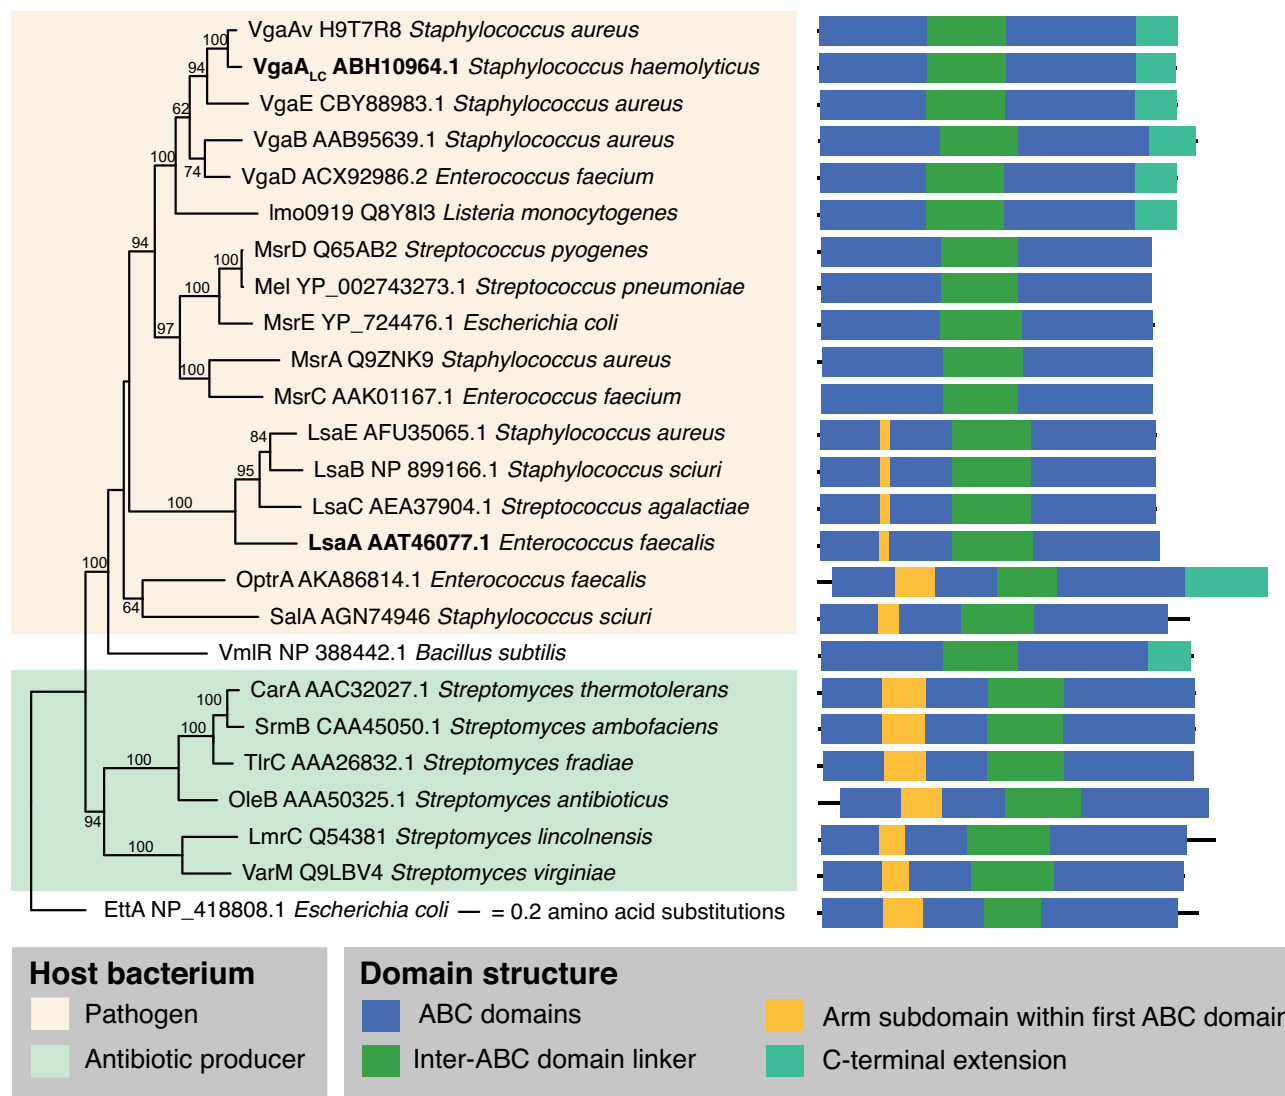 VgaAv H9T7R8 Staphylococcus aureus
100
VgaALC ABH10964.1 Staphylococcus haemolyticus
94
VgaE CBY88983.1 Staphylococcus aureus
62
VgaB AAB95639.1 Staphylococcus aureus
100
74
VgaD ACX92986.2 Enterococcus faecium
lmo0919 Q8Y8I3 Listeria monocytogenes
94
MsrD Q65AB2 Streptococcus pyogenes
100
100
Mel YP_002743273.1 Streptococcus pneumoniae
97
MsrE YP_724476.1 Escherichia coli
MsrA Q9ZNK9 Staphylococcus aureus
100
MsrC AAK01167.1 Enterococcus faecium
84
LsaE AFU35065.1 Staphylococcus aureus
95
LsaB NP 899166.1 Staphylococcus sciuri
100
LsaC AEA37904.1 Streptococcus agalactiae
LsaA AAT46077.1 Enterococcus faecalis
100
OptrA AKA86814.1 Enterococcus faecalis
64
SalA AGN74946 Staphylococcus sciuri
VmlR NP 388442.1 Bacillus subtilis
CarA AAC32027.1 Streptomyces thermotolerans
100
SrmB CAA45050.1 Streptomyces ambofaciens
100
100
TlrC AAA26832.1 Streptomyces fradiae
OleB AAA50325.1 Streptomyces antibioticus
94
LmrC Q54381 Streptomyces lincolnensis
100
VarM Q9LBV4 Streptomyces virginiae
EttA NP_418808.1 Escherichia coli — = 0.2 amino acid substitutions
Host bacterium
Pathogen
Antibiotic producer
Domain structure
ABC domains
Inter-ABC domain linker
Arm subdomain within first ABC domain
C-terminal extension